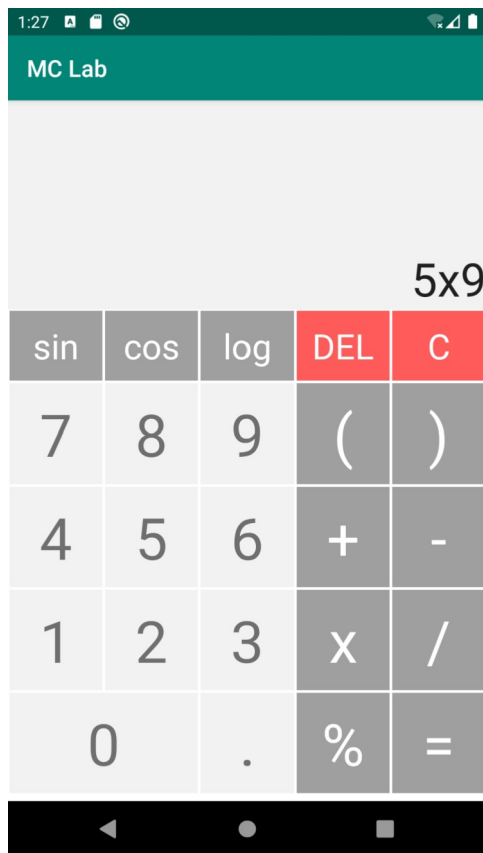 1:27 A
MC Lab
5x9
sin cos log DEL C
7 8 9 ( )
4 5 6 + -
1 2 3 x /
0 . % =